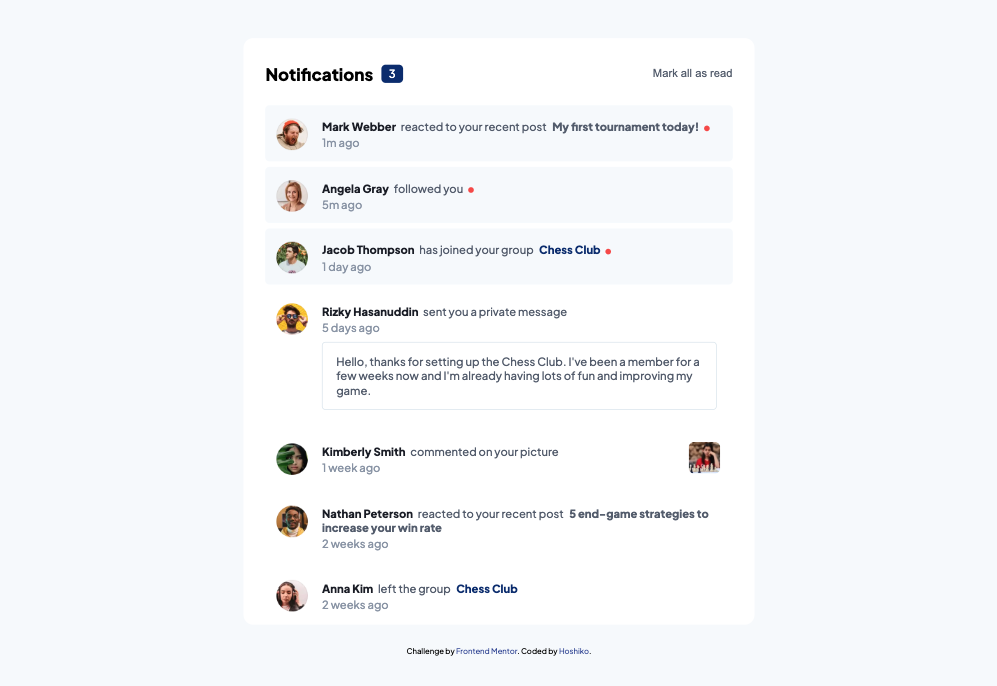 Notifications 3 Mark all as read
Mark Webber reacted to your recent post My first tournament today!
1m ago
Angela Gray followed you
5m ago
Jacob Thompson has joined your group Chess Club
1 day ago
Rizky Hasanuddin sent you a private message
5 days ago
Hello, thanks for setting up the Chess Club. I've been a member for a
few weeks now and I'm already having lots of fun and improving my
game.
Kimberly Smith commented on your picture
1 week ago
Nathan Peterson reacted to your recent post 5 end-game strategies to
increase your win rate
2 weeks ago
Anna Kim left the group Chess Club
2 weeks ago
Challenge by Frontend Mentor. Coded by Hoshiko.